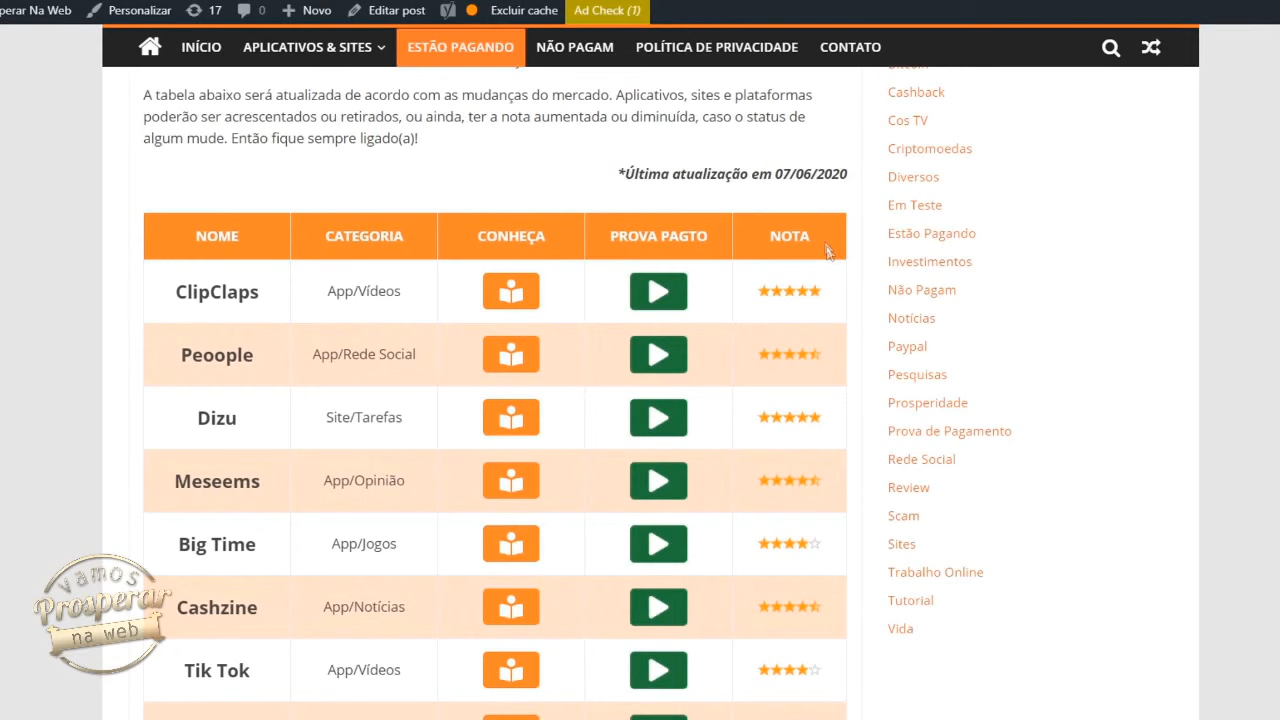 perar Na Web Personalizar 17 0 Novo Editar post Excluir cache Ad Check (1)
INÍCIO APLICATIVOS & SITES ESTÃO PAGANDO NÃO PAGAM POLÍTICA DE PRIVACIDADE CONTATO
A tabela abaixo será atualizada de acordo com as mudanças do mercado. Aplicativos, sites e plataformas
poderão ser acrescentados ou retirados, ou ainda, ter a nota aumentada ou diminuída, caso o status de
algum mude. Então fique sempre ligado(a)!
*Última atualização em 07/06/2020
NOME CATEGORIA CONHEÇA PROVA PAGTO NOTA
ClipClaps App/Vídeos
Peoople App/Rede Social
Dizu Site/Tarefas
Meseems App/Opinião
Big Time App/Jogos
Cashzine App/Notícias
Tik Tok App/Vídeos
Cashback
Cos TV
Criptomoedas
Diversos
Em Teste
Estão Pagando
Investimentos
Não Pagam
Notícias
Paypal
Pesquisas
Prosperidade
Prova de Pagamento
Rede Social
Review
Scam
Sites
Trabalho Online
Tutorial
Vida
vamos
Prosperar
na web